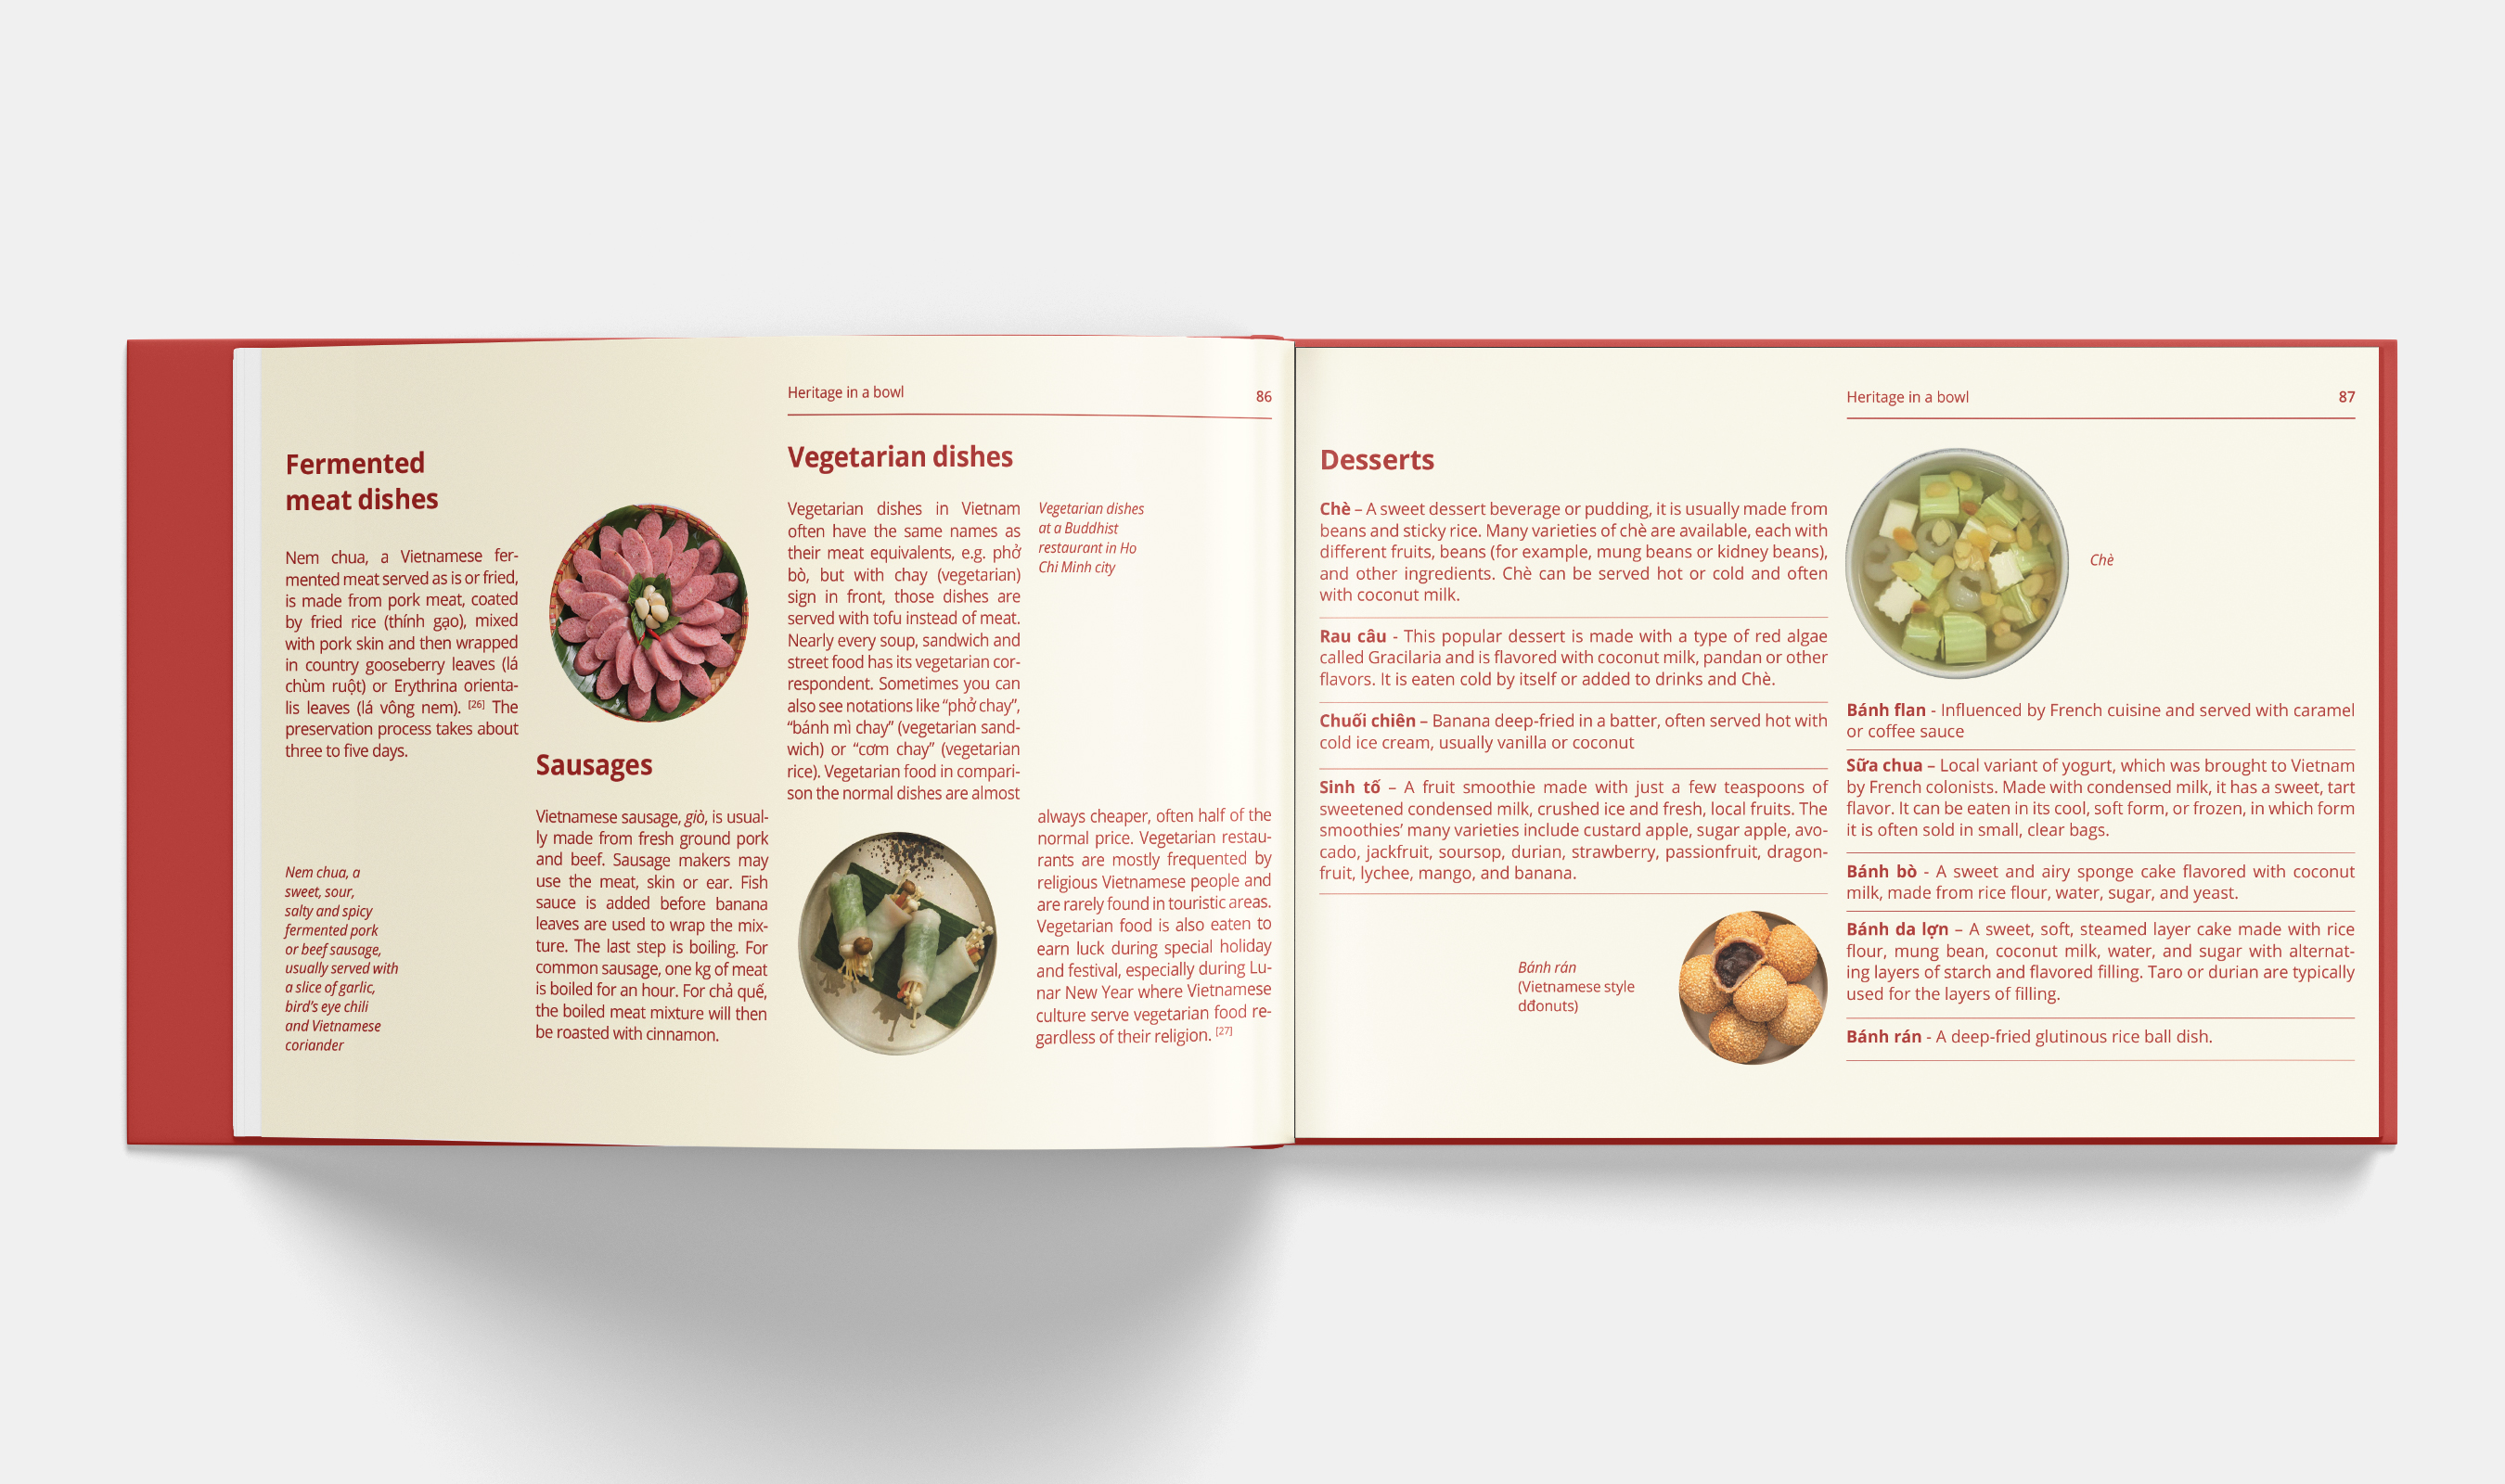 Heritage in a bowl
86
Fermented
meat dishes
Nem chua, a Vietnamese fer-
mented meat served as is or fried,
is made from pork meat, coated
by fried rice (thính gạo), mixed
with pork skin and then wrapped
in country gooseberry leaves (lá
chùm ruột) or Erythrina orienta-
lis leaves (lá vông nem). [26] The
preservation process takes about
three to five days.
Nem chua, a
sweet, sour,
salty and spicy
fermented pork
or beef sausage,
usually served with
a slice of garlic,
bird's eye chili
and Vietnamese
coriander
Sausages
Vietnamese sausage, giò, is usual-
ly made from fresh ground pork
and beef. Sausage makers may
use the meat, skin or ear. Fish
sauce is added before banana
leaves are used to wrap the mix-
ture. The last step is boiling. For
common sausage, one kg of meat
is boiled for an hour. For chả quế,
the boiled meat mixture will then
be roasted with cinnamon.
Vegetarian dishes
Vegetarian dishes in Vietnam
often have the same names as
their meat equivalents, e.g. phở
bò, but with chay (vegetarian)
sign in front, those dishes are
served with tofu instead of meat.
Nearly every soup, sandwich and
street food has its vegetarian cor-
respondent. Sometimes you can
also see notations like “phở chay”,
“bánh mì chay” (vegetarian sand-
wich) or “cơm chay” (vegetarian
rice). Vegetarian food in compari-
son the normal dishes are almost
Vegetarian dishes
at a Buddhist
restaurant in Ho
Chi Minh city
always cheaper, often half of the
normal price. Vegetarian restau-
rants are mostly frequented by
religious Vietnamese people and
are rarely found in touristic areas.
Vegetarian food is also eaten to
earn luck during special holiday
and festival, especially during Lu-
nar New Year where Vietnamese
culture serve vegetarian food re-
gardless of their religion. [27]
Heritage in a bowl
87
Desserts
Chè – A sweet dessert beverage or pudding, it is usually made from
beans and sticky rice. Many varieties of chè are available, each with
different fruits, beans (for example, mung beans or kidney beans),
and other ingredients. Chè can be served hot or cold and often
with coconut milk.
Rau câu - This popular dessert is made with a type of red algae
called Gracilaria and is flavored with coconut milk, pandan or other
flavors. It is eaten cold by itself or added to drinks and Chè.
Chuối chiên – Banana deep-fried in a batter, often served hot with
cold ice cream, usually vanilla or coconut
Sinh tố – A fruit smoothie made with just a few teaspoons of
sweetened condensed milk, crushed ice and fresh, local fruits. The
smoothies’ many varieties include custard apple, sugar apple, avo-
cado, jackfruit, soursop, durian, strawberry, passionfruit, dragon-
fruit, lychee, mango, and banana.
Bánh rán
(Vietnamese style
dđonuts)
Chè
Bánh flan - Influenced by French cuisine and served with caramel
or coffee sauce
Sữa chua – Local variant of yogurt, which was brought to Vietnam
by French colonists. Made with condensed milk, it has a sweet, tart
flavor. It can be eaten in its cool, soft form, or frozen, in which form
it is often sold in small, clear bags.
Bánh bò - A sweet and airy sponge cake flavored with coconut
milk, made from rice flour, water, sugar, and yeast.
Bánh da lợn – A sweet, soft, steamed layer cake made with rice
flour, mung bean, coconut milk, water, and sugar with alternat-
ing layers of starch and flavored filling. Taro or durian are typically
used for the layers of filling.
Bánh rán - A deep-fried glutinous rice ball dish.